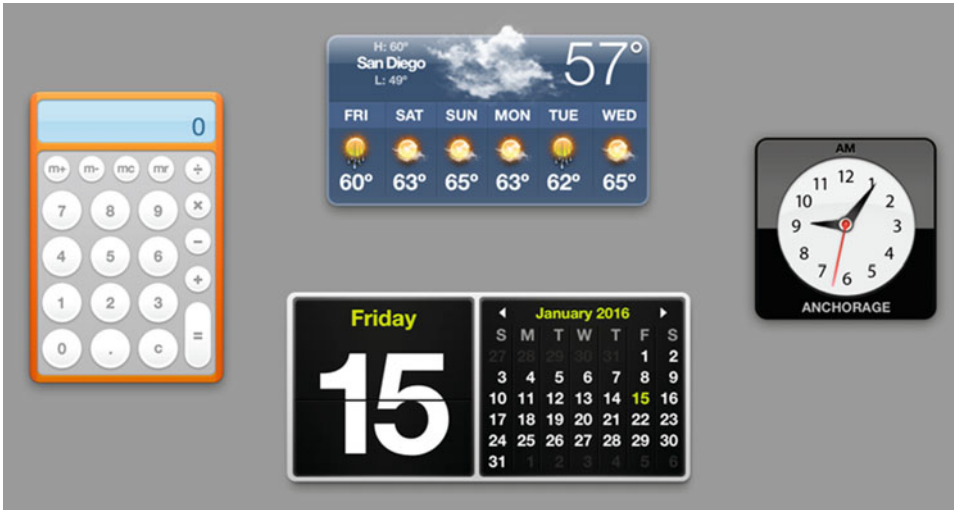 0
m+ m- mc mr ÷
7 8 9 ×
4 5 6 −
1 2 3 +
0 . c =
H: 60°
San Diego
L: 49°
57°
FRI SAT SUN MON TUE WED
60° 63° 65° 63° 62° 65°
Friday
15
January 2016
S M T W T F S
27 28 29 30 31 1 2
3 4 5 6 7 8 9
10 11 12 13 14 15 16
17 18 19 20 21 22 23
24 25 26 27 28 29 30
31 1 2 3 4 5 6
AM
12 1 2 3 4 5 6 7 8 9 10 11
ANCHORAGE